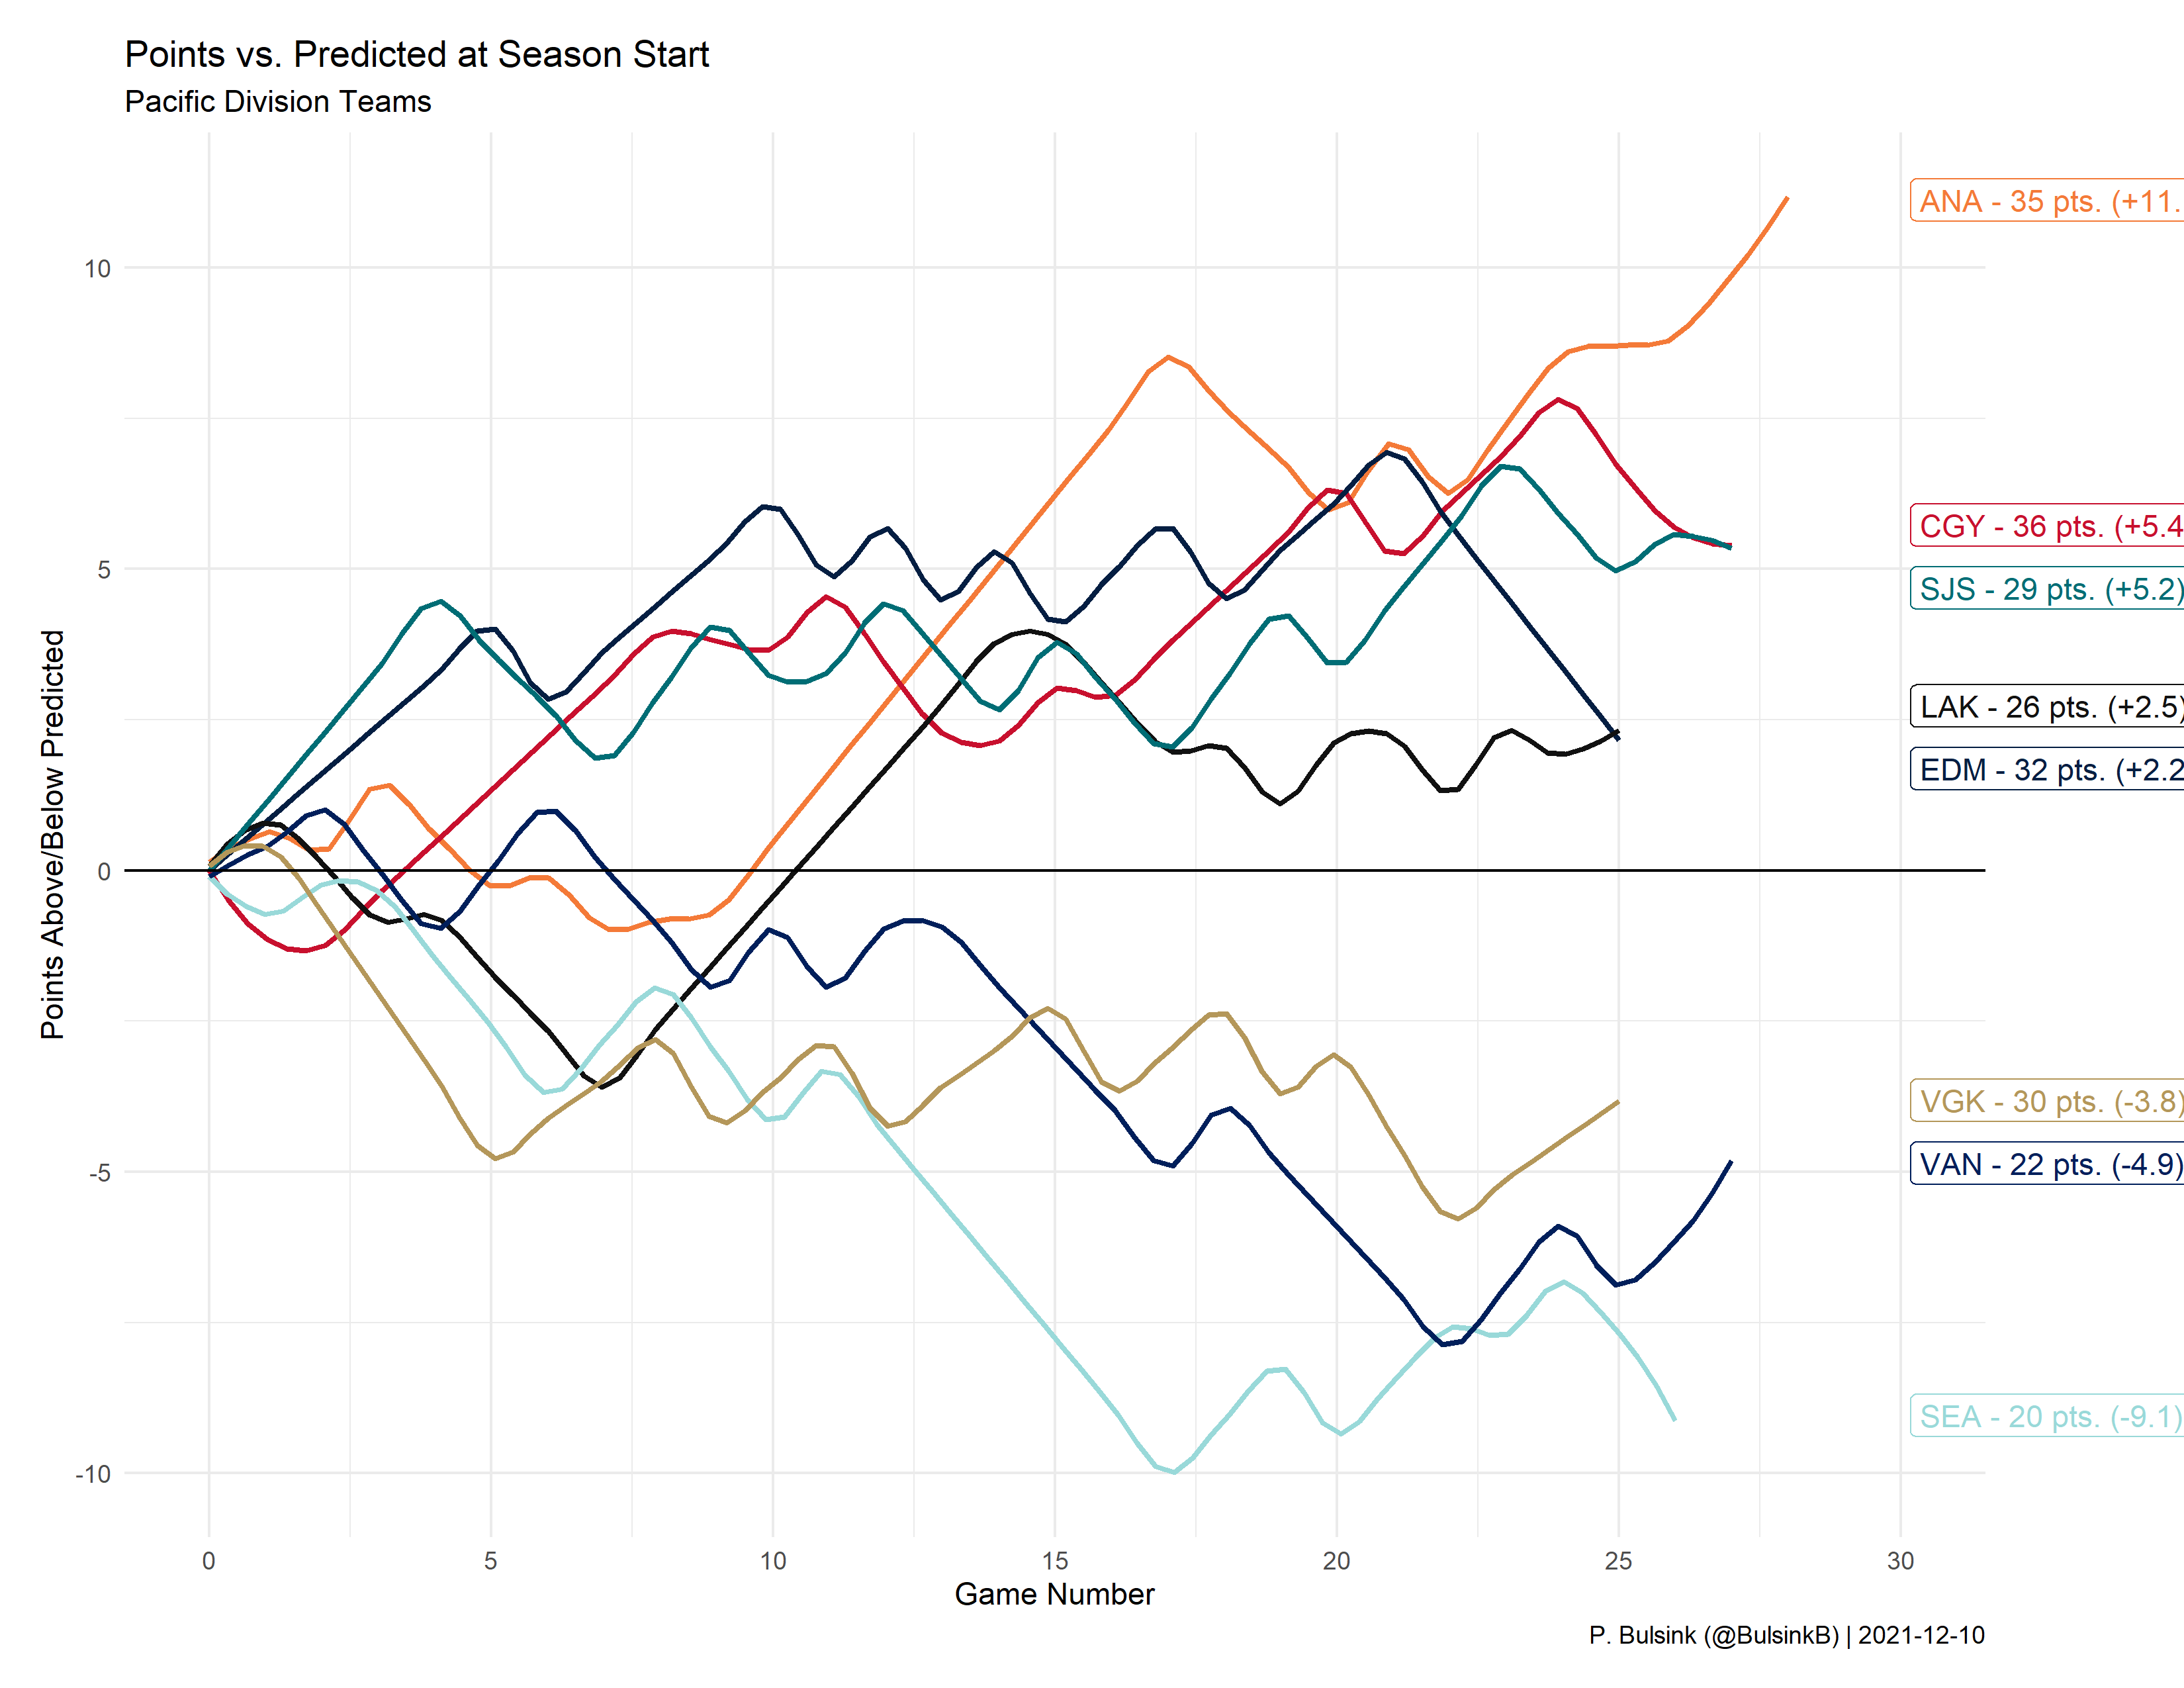 Points vs. Predicted at Season Start
Pacific Division Teams
Points Above/Below Predicted
10
5
0
-5
-10
ANA - 35 pts. (+11.
CGY - 36 pts. (+5.4
SJS - 29 pts. (+5.2)
LAK - 26 pts. (+2.5)
EDM - 32 pts. (+2.2
VGK - 30 pts. (-3.8)
VAN - 22 pts. (-4.9)
SEA - 20 pts. (-9.1)
0 5 10 15 20 25 30
Game Number
P. Bulsink (@BulsinkB) | 2021-12-10